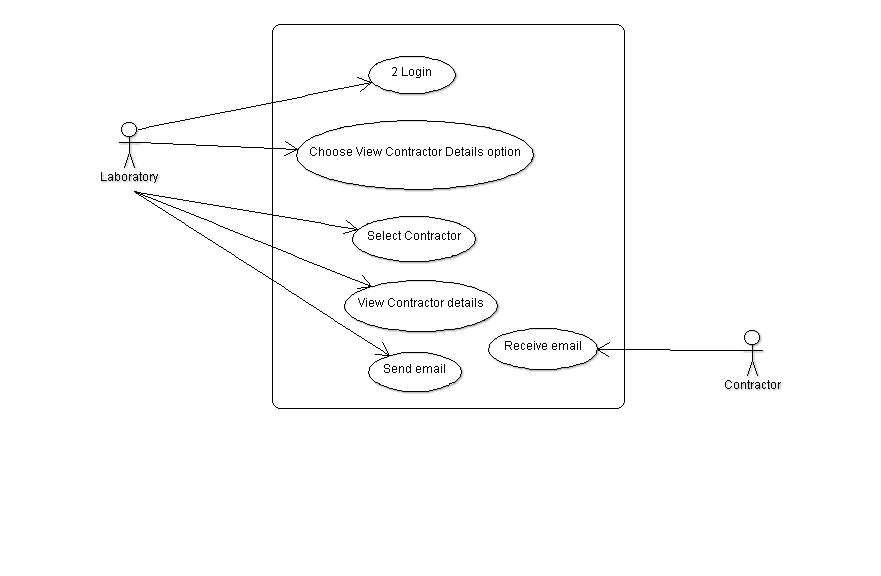 2 Login
Choose View Contractor Details option
Laboratory
Select Contractor
View Contractor details
Receive email
Send email
Contractor